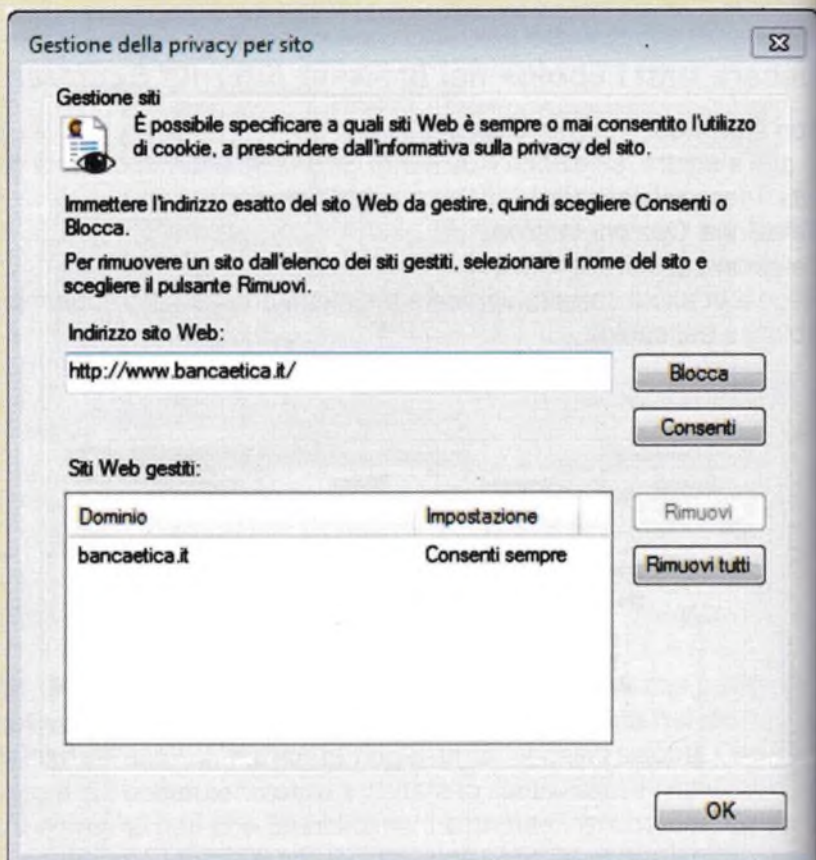 Gestione della privacy per sito
Gestione siti
È possibile specificare a quali siti Web è sempre o mai consentito l'utilizzo
di cookie, a prescindere dall'informativa sulla privacy del sito.
Immettere l'indirizzo esatto del sito Web da gestire, quindi scegliere Consenti o
Blocca.
Per rimuovere un sito dall'elenco dei siti gestiti, selezionare il nome del sito e
scegliere il pulsante Rimuovi.
Indirizzo sito Web:
http://www.bancaetica.it/
Blocca
Consenti
Siti Web gestiti:
Dominio Impostazione
Rimuovi
bancaetica.it Consenti sempre
Rimuovi tutti
OK